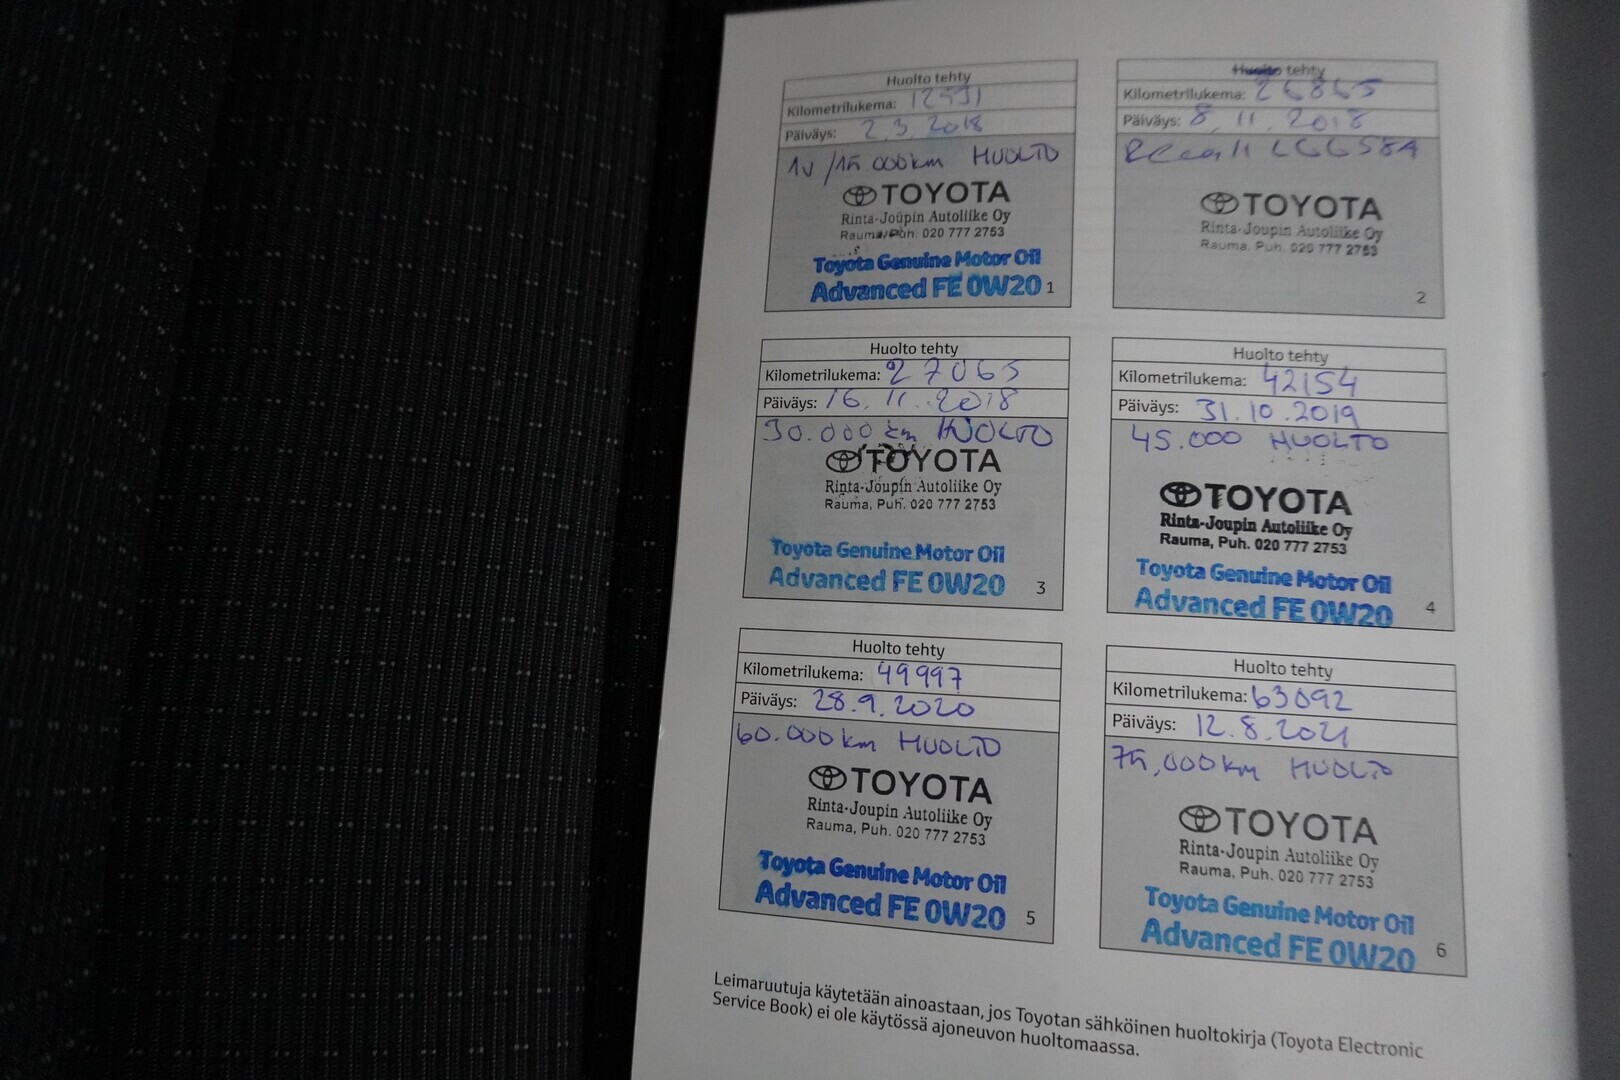 Huolto tehty
Kilometrilukema:
Päiväys: 2.3.2018
1v/15.000km HUOLTO
TOYOTA
Rinta-Joupin Autoliike Oy
Rauma, Puh. 020 777 2753
Toyota Genuine Motor Oil
Advanced FE 0W20
1
Huolto tehty
Kilometrilukema: 26865
Päiväys: 8.11.2018
Recall
TOYOTA
Rinta-Joupin Autoliike Oy
Rauma, Puh. 020 777 2753
2
Huolto tehty
Kilometrilukema: 27065
Päiväys: 16.11.2018
30.000 km HUOLTO
TOYOTA
Rinta-Joupin Autoliike Oy
Rauma, Puh. 020 777 2753
Toyota Genuine Motor Oil
Advanced FE 0W20
3
Huolto tehty
Kilometrilukema: 42154
Päiväys: 31.10.2019
45.000 HUOLTO
TOYOTA
Rinta-Joupin Autoliike Oy
Rauma, Puh. 020 777 2753
Toyota Genuine Motor Oil
Advanced FE 0W20
4
Huolto tehty
Kilometrilukema: 49997
Päiväys: 28.9.2020
60.000km HUOLTO
TOYOTA
Rinta-Joupin Autoliike Oy
Rauma, Puh. 020 777 2753
Toyota Genuine Motor Oil
Advanced FE 0W20
5
Huolto tehty
Kilometrilukema: 63092
Päiväys: 12.8.2021
75,000km HUOLTO
TOYOTA
Rinta-Joupin Autoliike Oy
Rauma, Puh. 020 777 2753
Toyota Genuine Motor Oil
Advanced FE 0W20
6
Leimaruutuja käytetään ainoastaan, jos Toyotan sähköinen huoltokirja (Toyota Electronic
Service Book) ei ole käytössä ajoneuvon huoltomaassa.